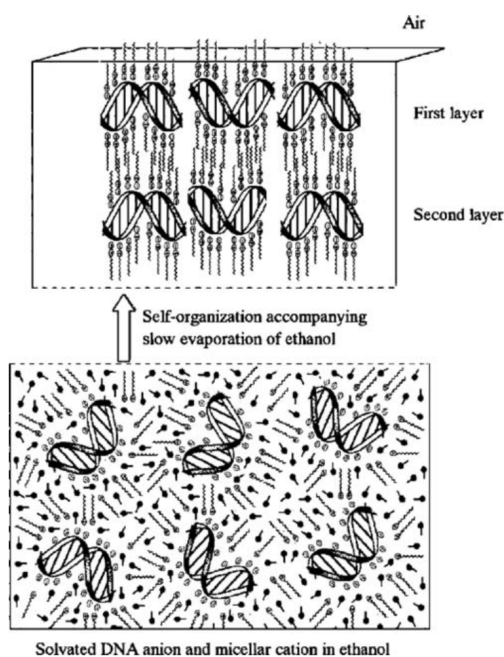 Air
First layer
Second layer
Self-organization accompanying
slow evaporation of ethanol
Solvated DNA anion and micellar cation in ethanol